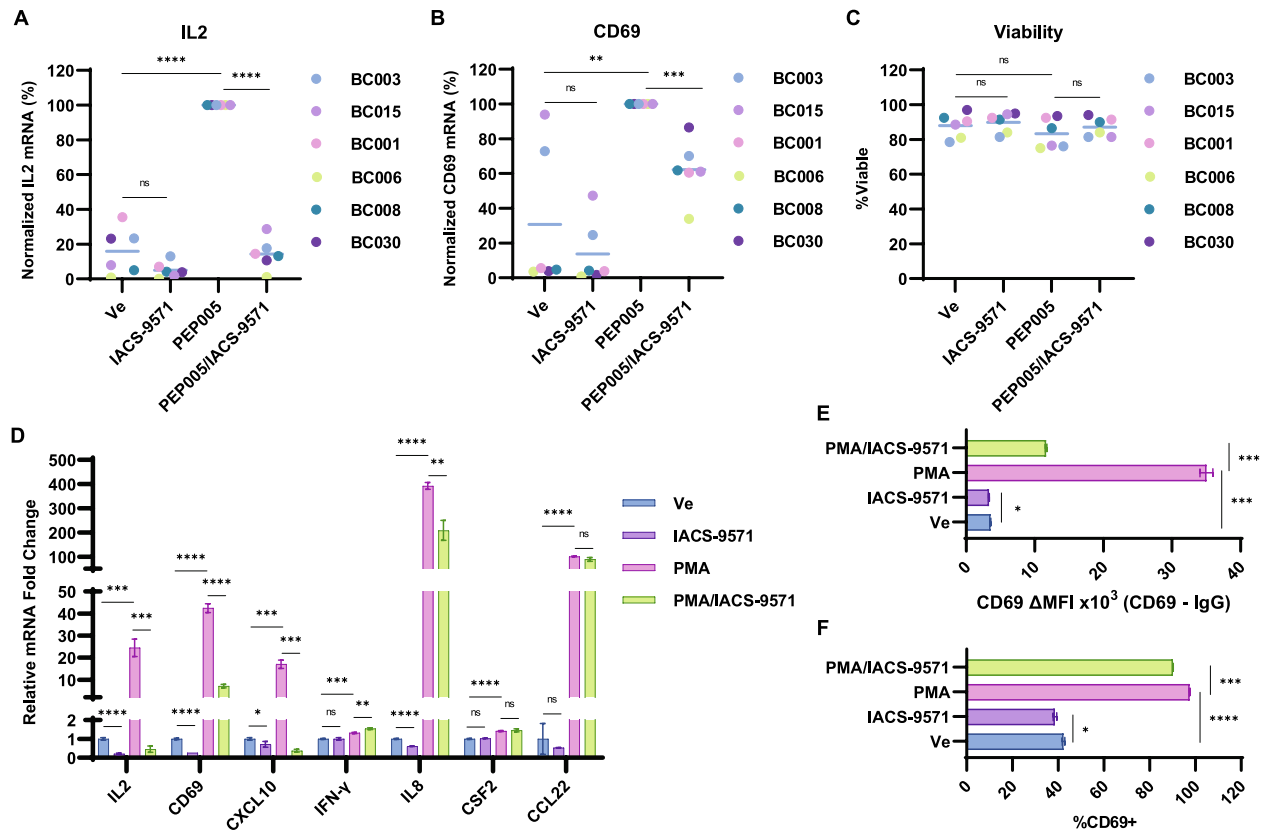 A
IL2
Normalized IL2 mRNA (%)
120
100
80
60
40
20
0
****
****
ns
Ve
IACS-9571
PEP005
PEP005/IACS-9571
BC003
BC015
BC001
BC006
BC008
BC030
B
CD69
Normalized CD69 mRNA (%)
120
100
80
60
40
20
0
**
ns
***
Ve
IACS-9571
PEP005
PEP005/IACS-9571
BC003
BC015
BC001
BC006
BC008
BC030
C
Viability
%Viable
120
100
80
60
40
20
0
ns
ns
ns
Ve
IACS-9571
PEP005
PEP005/IACS-9571
BC003
BC015
BC001
BC006
BC008
BC030
D
Relative mRNA Fold Change
500
400
300
200
100
50
40
30
20
10
2
1
0
****
***
***
****
****
****
*
***
***
ns
***
**
****
****
**
ns
****
ns
ns
****
ns
IL2
CD69
CXCL10
IFN-γ
IL8
CSF2
CCL22
Ve
IACS-9571
PMA
PMA/IACS-9571
E
PMA/IACS-9571
PMA
IACS-9571
Ve
***
***
*
0
10
20
30
40
CD69 ΔMFI x10³ (CD69 - IgG)
F
PMA/IACS-9571
PMA
IACS-9571
Ve
***
****
*
0
20
40
60
80
100
120
%CD69+